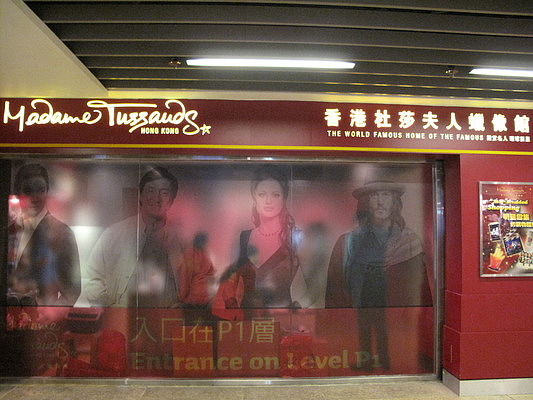 Madame Tussauds
HONG KONG
香港杜莎夫人蠟像館
THE WORLD FAMOUS HOME OF THE FAMOUS
入口在P1層
Entrance on Level P1
Shopping